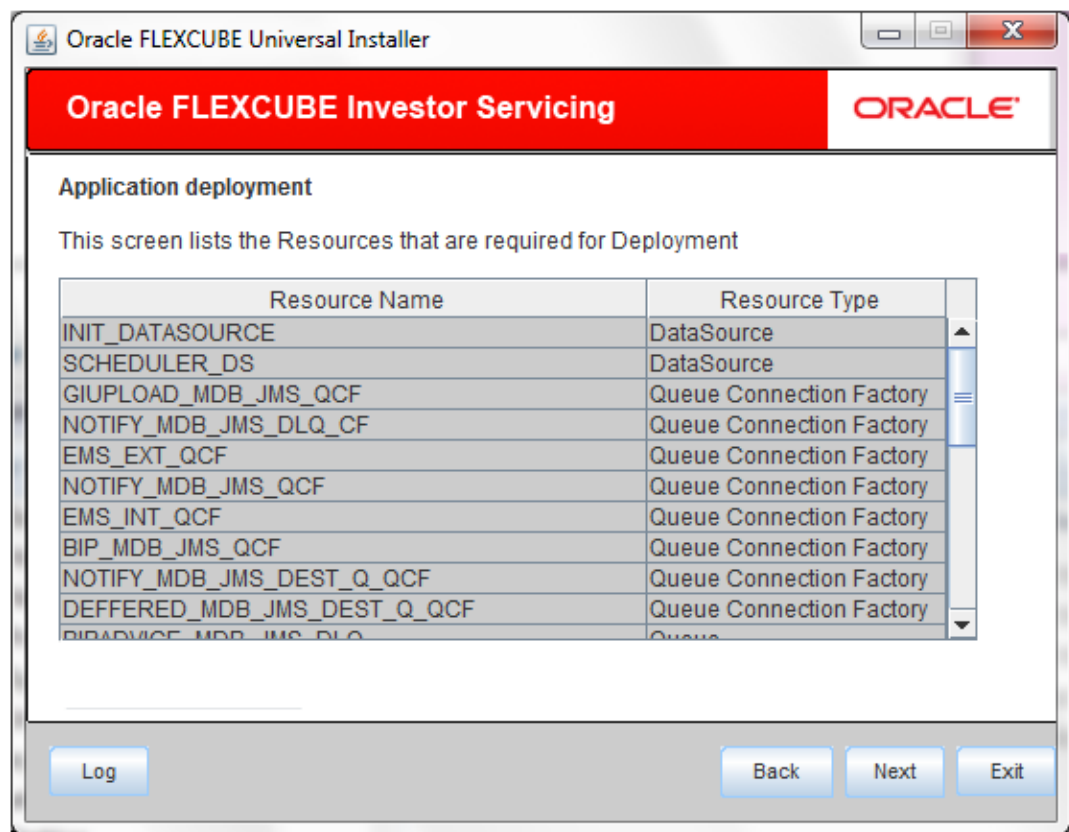 Oracle FLEXCUBE Universal Installer
Oracle FLEXCUBE Investor Servicing ORACLE
Application deployment
This screen lists the Resources that are required for Deployment
Resource Name Resource Type
INIT_DATASOURCE DataSource
SCHEDULER_DS DataSource
GIUPLOAD_MDB_JMS_QCF Queue Connection Factory
NOTIFY_MDB_JMS_DLQ_CF Queue Connection Factory
EMS_EXT_QCF Queue Connection Factory
NOTIFY_MDB_JMS_QCF Queue Connection Factory
EMS_INT_QCF Queue Connection Factory
BIP_MDB_JMS_QCF Queue Connection Factory
NOTIFY_MDB_JMS_DEST_Q_QCF Queue Connection Factory
DEFFERED_MDB_JMS_DEST_Q_QCF Queue Connection Factory
BIPADVICE_MDB_JMS_DLQ Queue
Log Back Next Exit